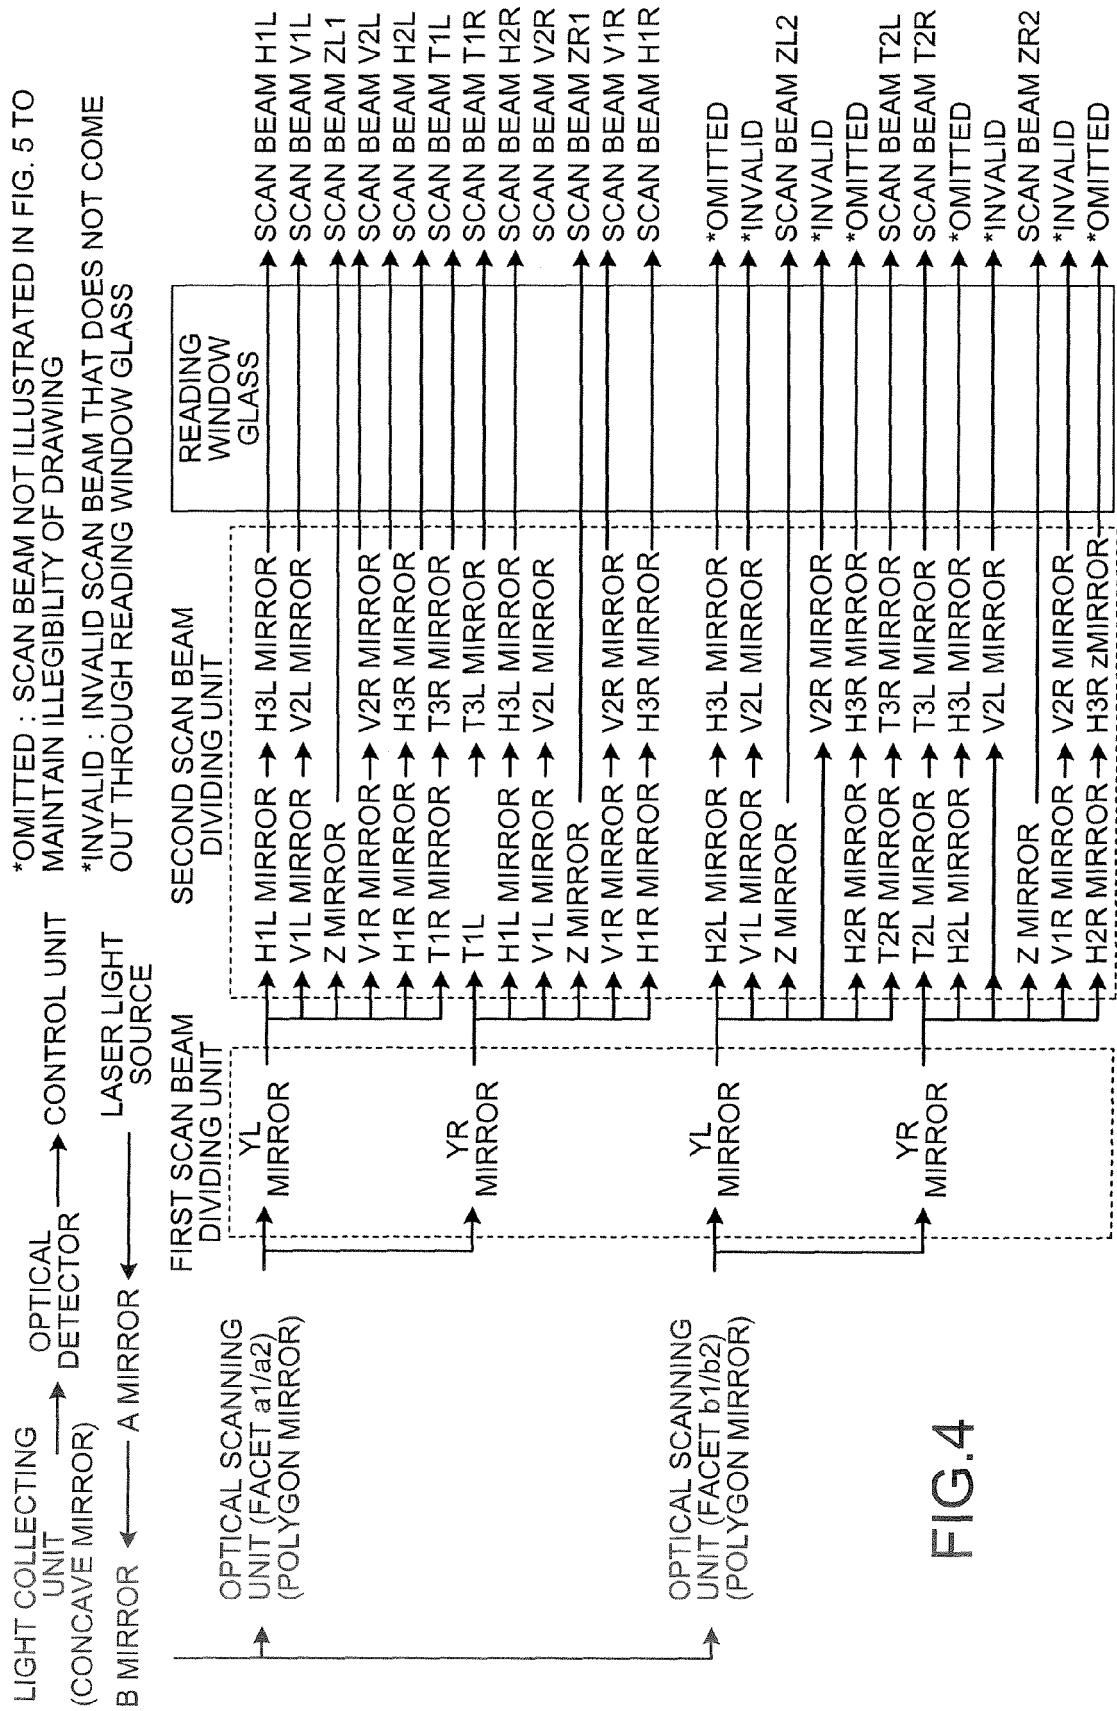 *OMITTED : SCAN BEAM NOT ILLUSTRATED IN FIG. 5 TO
MAINTAIN ILLEGIBILITY OF DRAWING
*INVALID : INVALID SCAN BEAM THAT DOES NOT COME
OUT THROUGH READING WINDOW GLASS
LIGHT COLLECTING
UNIT
(CONCAVE MIRROR)
OPTICAL
DETECTOR
CONTROL UNIT
B MIRROR
A MIRROR
LASER LIGHT
SOURCE
FIRST SCAN BEAM
DIVIDING UNIT
SECOND SCAN BEAM
DIVIDING UNIT
READING
WINDOW
GLASS
OPTICAL SCANNING
UNIT (FACET a1/a2)
(POLYGON MIRROR)
YL
MIRROR
H1L MIRROR H3L MIRROR SCAN BEAM H1L
V1L MIRROR V2L MIRROR SCAN BEAM V1L
Z MIRROR SCAN BEAM ZL1
V1R MIRROR V2R MIRROR SCAN BEAM V2L
H1R MIRROR H3R MIRROR SCAN BEAM H2L
T1R MIRROR T3R MIRROR SCAN BEAM T1L
YR
MIRROR
T1L T3L MIRROR SCAN BEAM T1R
H1L MIRROR H3L MIRROR SCAN BEAM H2R
V1L MIRROR V2L MIRROR SCAN BEAM V2R
Z MIRROR SCAN BEAM ZR1
V1R MIRROR V2R MIRROR SCAN BEAM V1R
H1R MIRROR H3R MIRROR SCAN BEAM H1R
OPTICAL SCANNING
UNIT (FACET b1/b2)
(POLYGON MIRROR)
YL
MIRROR
H2L MIRROR H3L MIRROR *OMITTED
V1L MIRROR V2L MIRROR *INVALID
Z MIRROR SCAN BEAM ZL2
V2R MIRROR *INVALID
H2R MIRROR H3R MIRROR *OMITTED
T2R MIRROR T3R MIRROR SCAN BEAM T2L
YR
MIRROR
T2L MIRROR T3L MIRROR SCAN BEAM T2R
H2L MIRROR H3L MIRROR *OMITTED
V2L MIRROR *INVALID
Z MIRROR SCAN BEAM ZR2
V1R MIRROR V2R MIRROR *INVALID
H2R MIRROR H3R zMIRROR *OMITTED
FIG.4